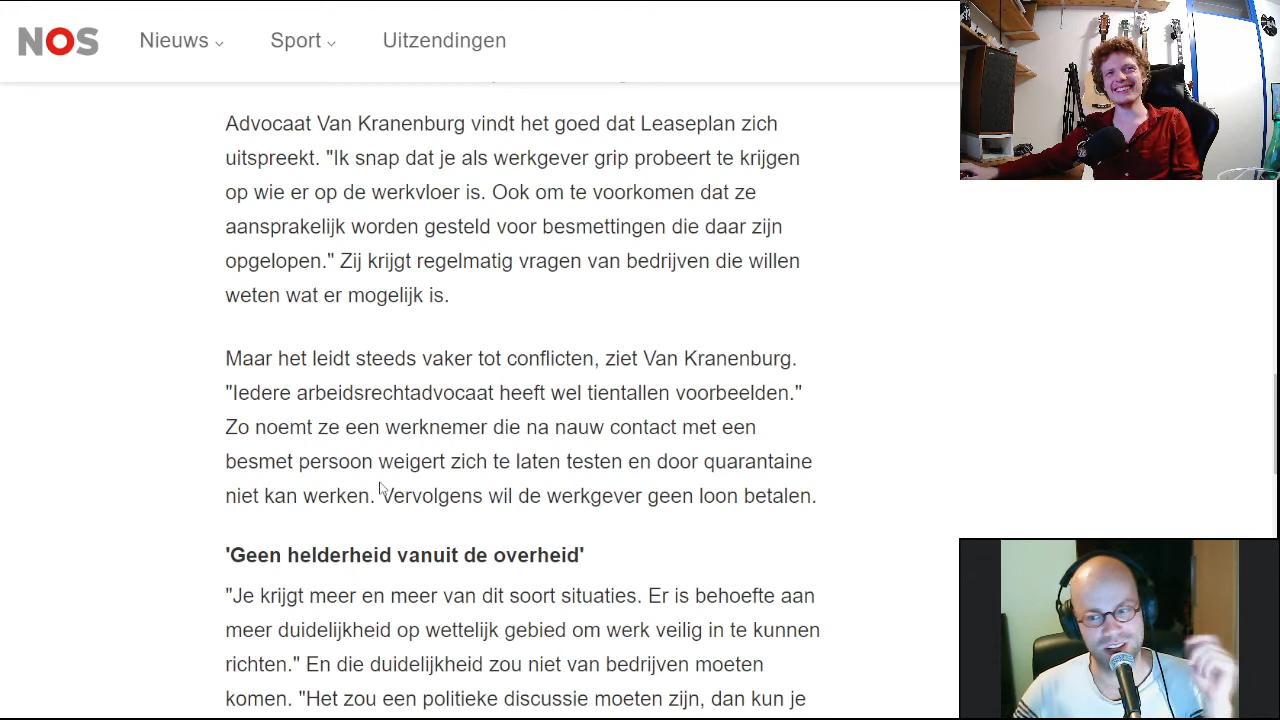 NOS Nieuws Sport Uitzendingen
Advocaat Van Kranenburg vindt het goed dat Leaseplan zich
uitspreekt. "Ik snap dat je als werkgever grip probeert te krijgen
op wie er op de werkvloer is. Ook om te voorkomen dat ze
aansprakelijk worden gesteld voor besmettingen die daar zijn
opgelopen." Zij krijgt regelmatig vragen van bedrijven die willen
weten wat er mogelijk is.
Maar het leidt steeds vaker tot conflicten, ziet Van Kranenburg.
"Iedere arbeidsrechtadvocaat heeft wel tientallen voorbeelden."
Zo noemt ze een werknemer die na nauw contact met een
besmet persoon weigert zich te laten testen en door quarantaine
niet kan werken. Vervolgens wil de werkgever geen loon betalen.
'Geen helderheid vanuit de overheid'
"Je krijgt meer en meer van dit soort situaties. Er is behoefte aan
meer duidelijkheid op wettelijk gebied om werk veilig in te kunnen
richten." En die duidelijkheid zou niet van bedrijven moeten
komen. "Het zou een politieke discussie moeten zijn, dan kun je